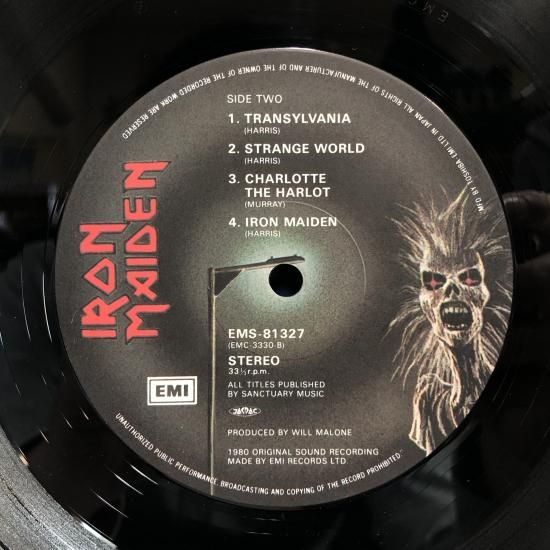 MFD BY TOSHIBA EMI LTD IN JAPAN ALL RIGHTS OF THE MANUFACTURER AND OF THE OWNER OF THE RECORDED WORK ARE RESERVED
IRON
MAIDEN
SIDE TWO
1. TRANSYLVANIA
(HARRIS)
2. STRANGE WORLD
(HARRIS)
3. CHARLOTTE
THE HARLOT
(MURRAY)
4. IRON MAIDEN
(HARRIS)
EMS-81327
(EMC-3330-B)
STEREO
33 ⅓ r.p.m.
EMI
ALL TITLES PUBLISHED
BY SANCTUARY MUSIC
JASRAC
PRODUCED BY WILL MALONE
1980 ORIGINAL SOUND RECORDING
MADE BY EMI RECORDS LTD.
UNAUTHORIZED PUBLIC PERFORMANCE, BROADCASTING AND COPYING OF THE RECORD PROHIBITED